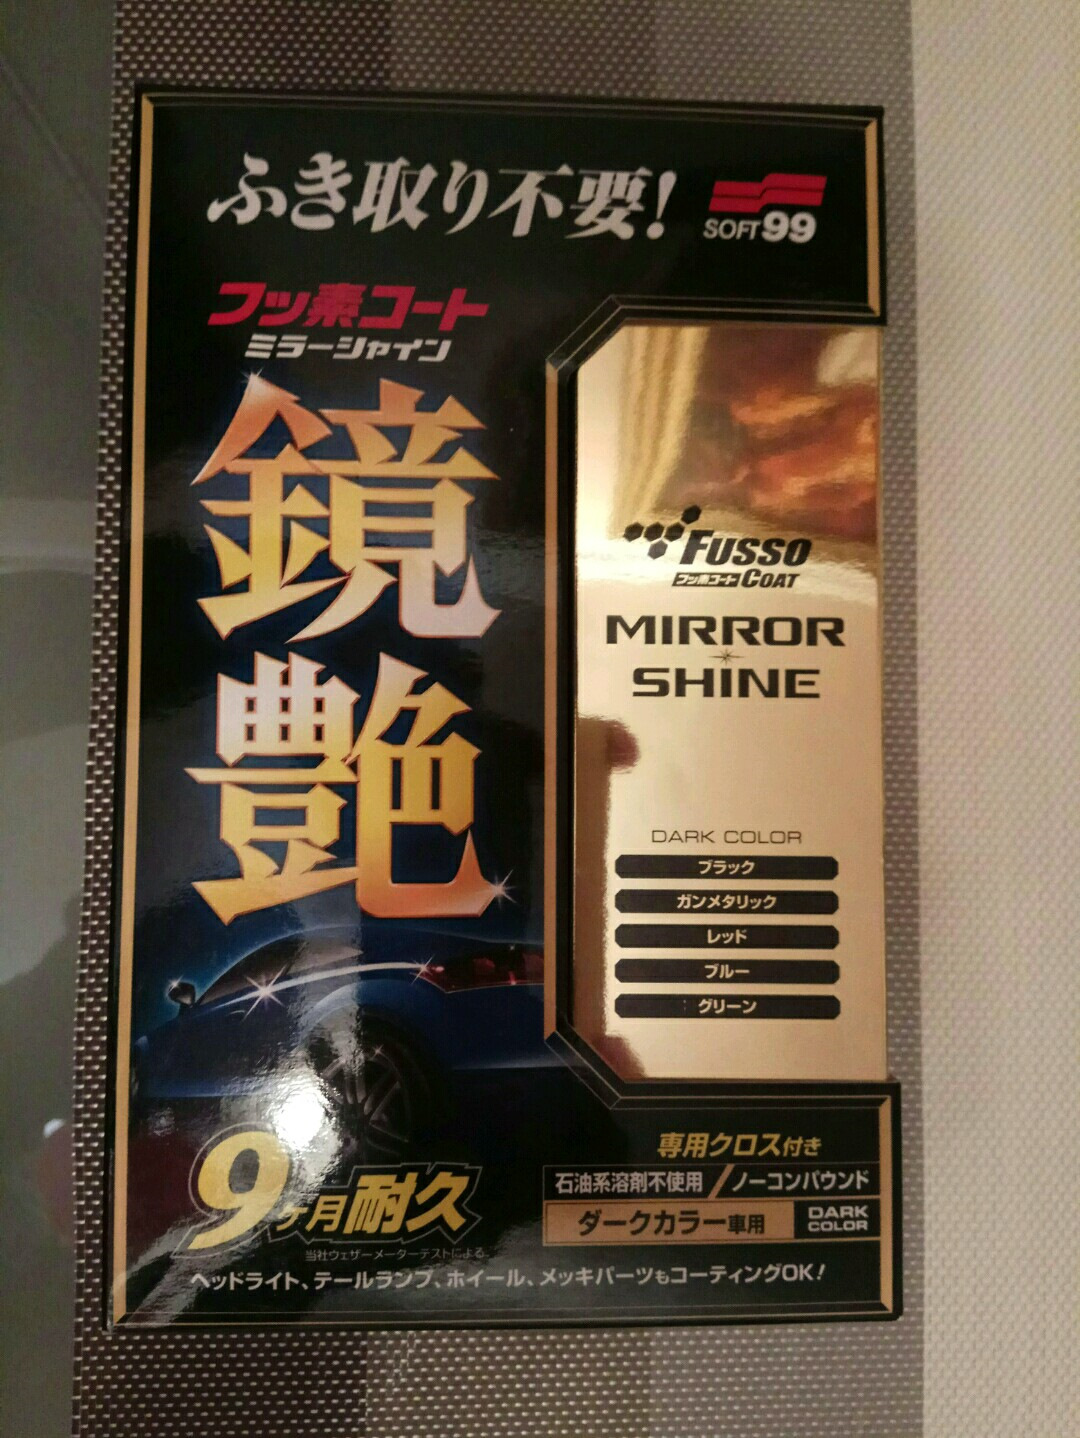 ふき取り不要!
SOFT99
フッ素コート
ミラーシャイン
鏡
艶
FUSSO
フッ素コート COAT
MIRROR
SHINE
DARK COLOR
ブラック
ガンメタリック
レッド
ブルー
グリーン
9ヶ月耐久
当社ウェザーメーターテストによる。
専用クロス付き
石油系溶剤不使用/ノーコンパウンド
ダークカラー車用
DARK
COLOR
ヘッドライト、テールランプ、ホイール、メッキパーツもコーティングOK!